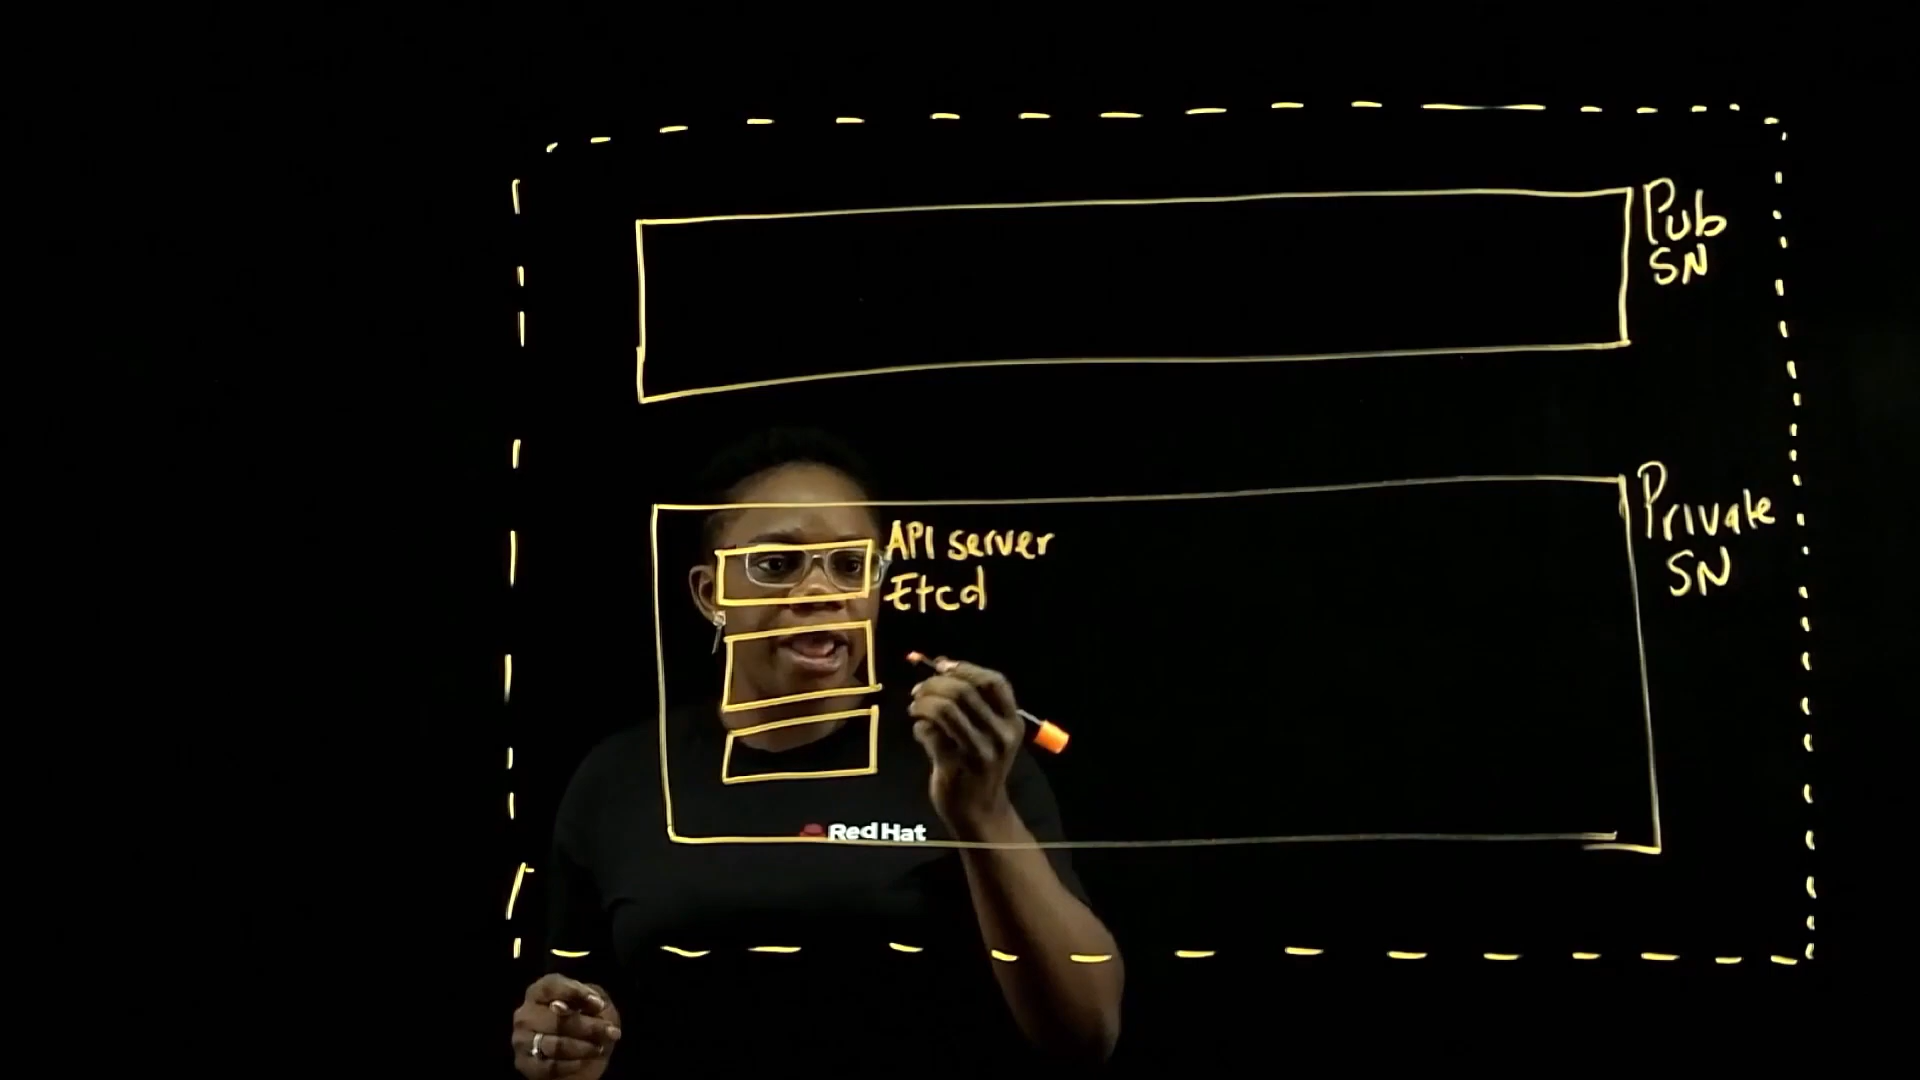 Pub
SN
Private
SN
API server
Etcd
Red Hat